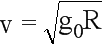 v = √g₀R